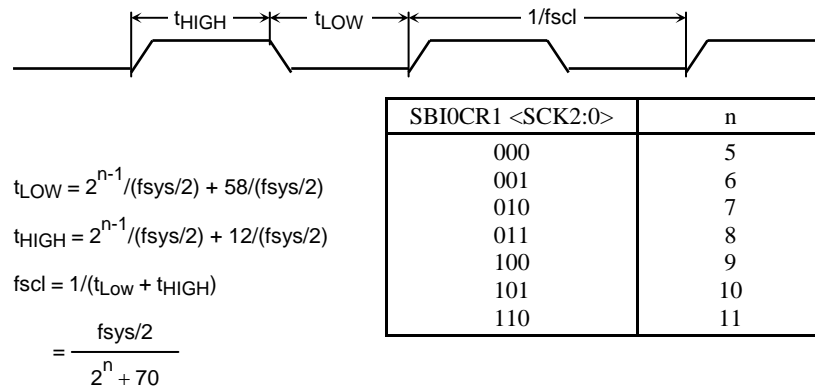 tHIGH tLOW 1/fscl
SBI0CR1 <SCK2:0> n
000 5
001 6
010 7
011 8
100 9
101 10
110 11
tLOW = 2^n-1/(fsys/2) + 58/(fsys/2)
tHIGH = 2^n-1/(fsys/2) + 12/(fsys/2)
fscl = 1/(tLow + tHIGH)
= fsys/2
2^n + 70